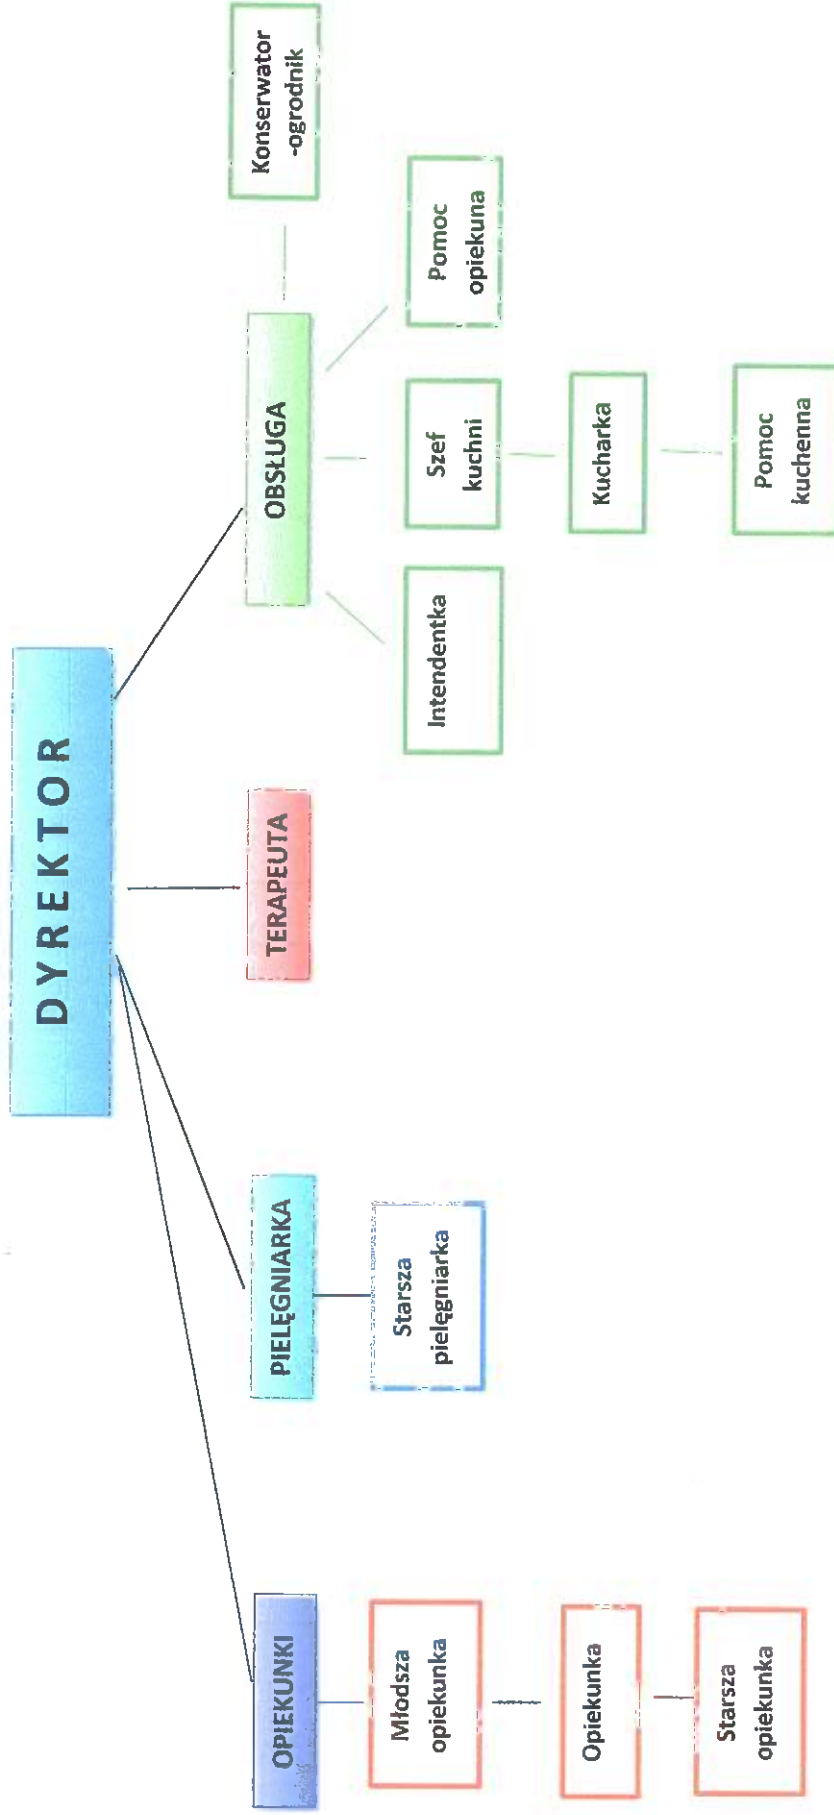 DYREKTOR
OPIEKUNKI
PIELĘGNIARKA
TERAPEUTA
OBSŁUGA
Konserwator
-ogrodnik
Młodsza
opiekunka
Opiekunka
Starsza
opiekunka
Starsza
pielęgniarka
Intendentka
Szef
kuchni
Kucharka
Pomoc
kuchenna
Pomoc
opiekuna